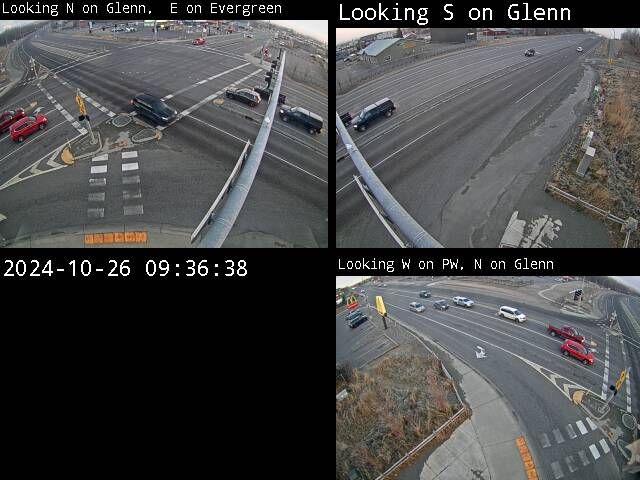 Looking N on Glenn,  E on Evergreen
Looking S on Glenn
2024-10-26 09:36:38
Looking W on PW, N on Glenn